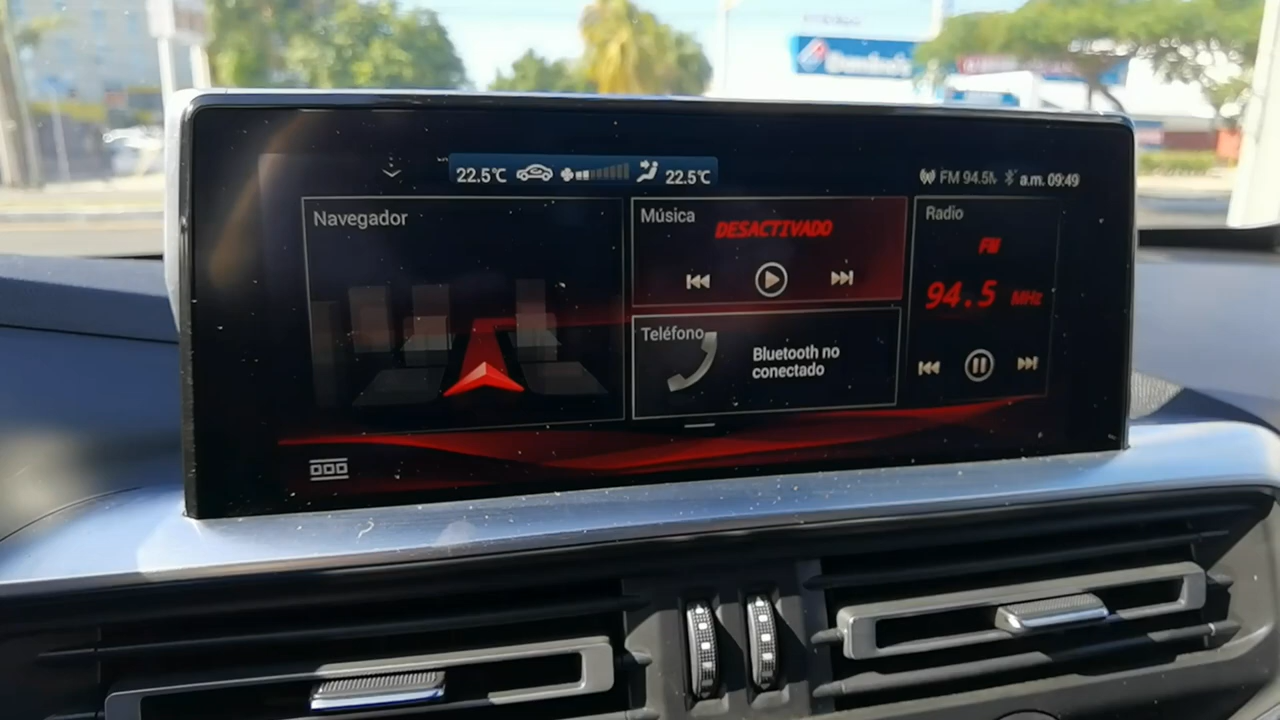 22.5℃ 22.5℃
FM 94.5 a.m. 09:49
Navegador
Música
DESACTIVADO
Teléfono
Bluetooth no
conectado
Radio
FM
94.5 MHz